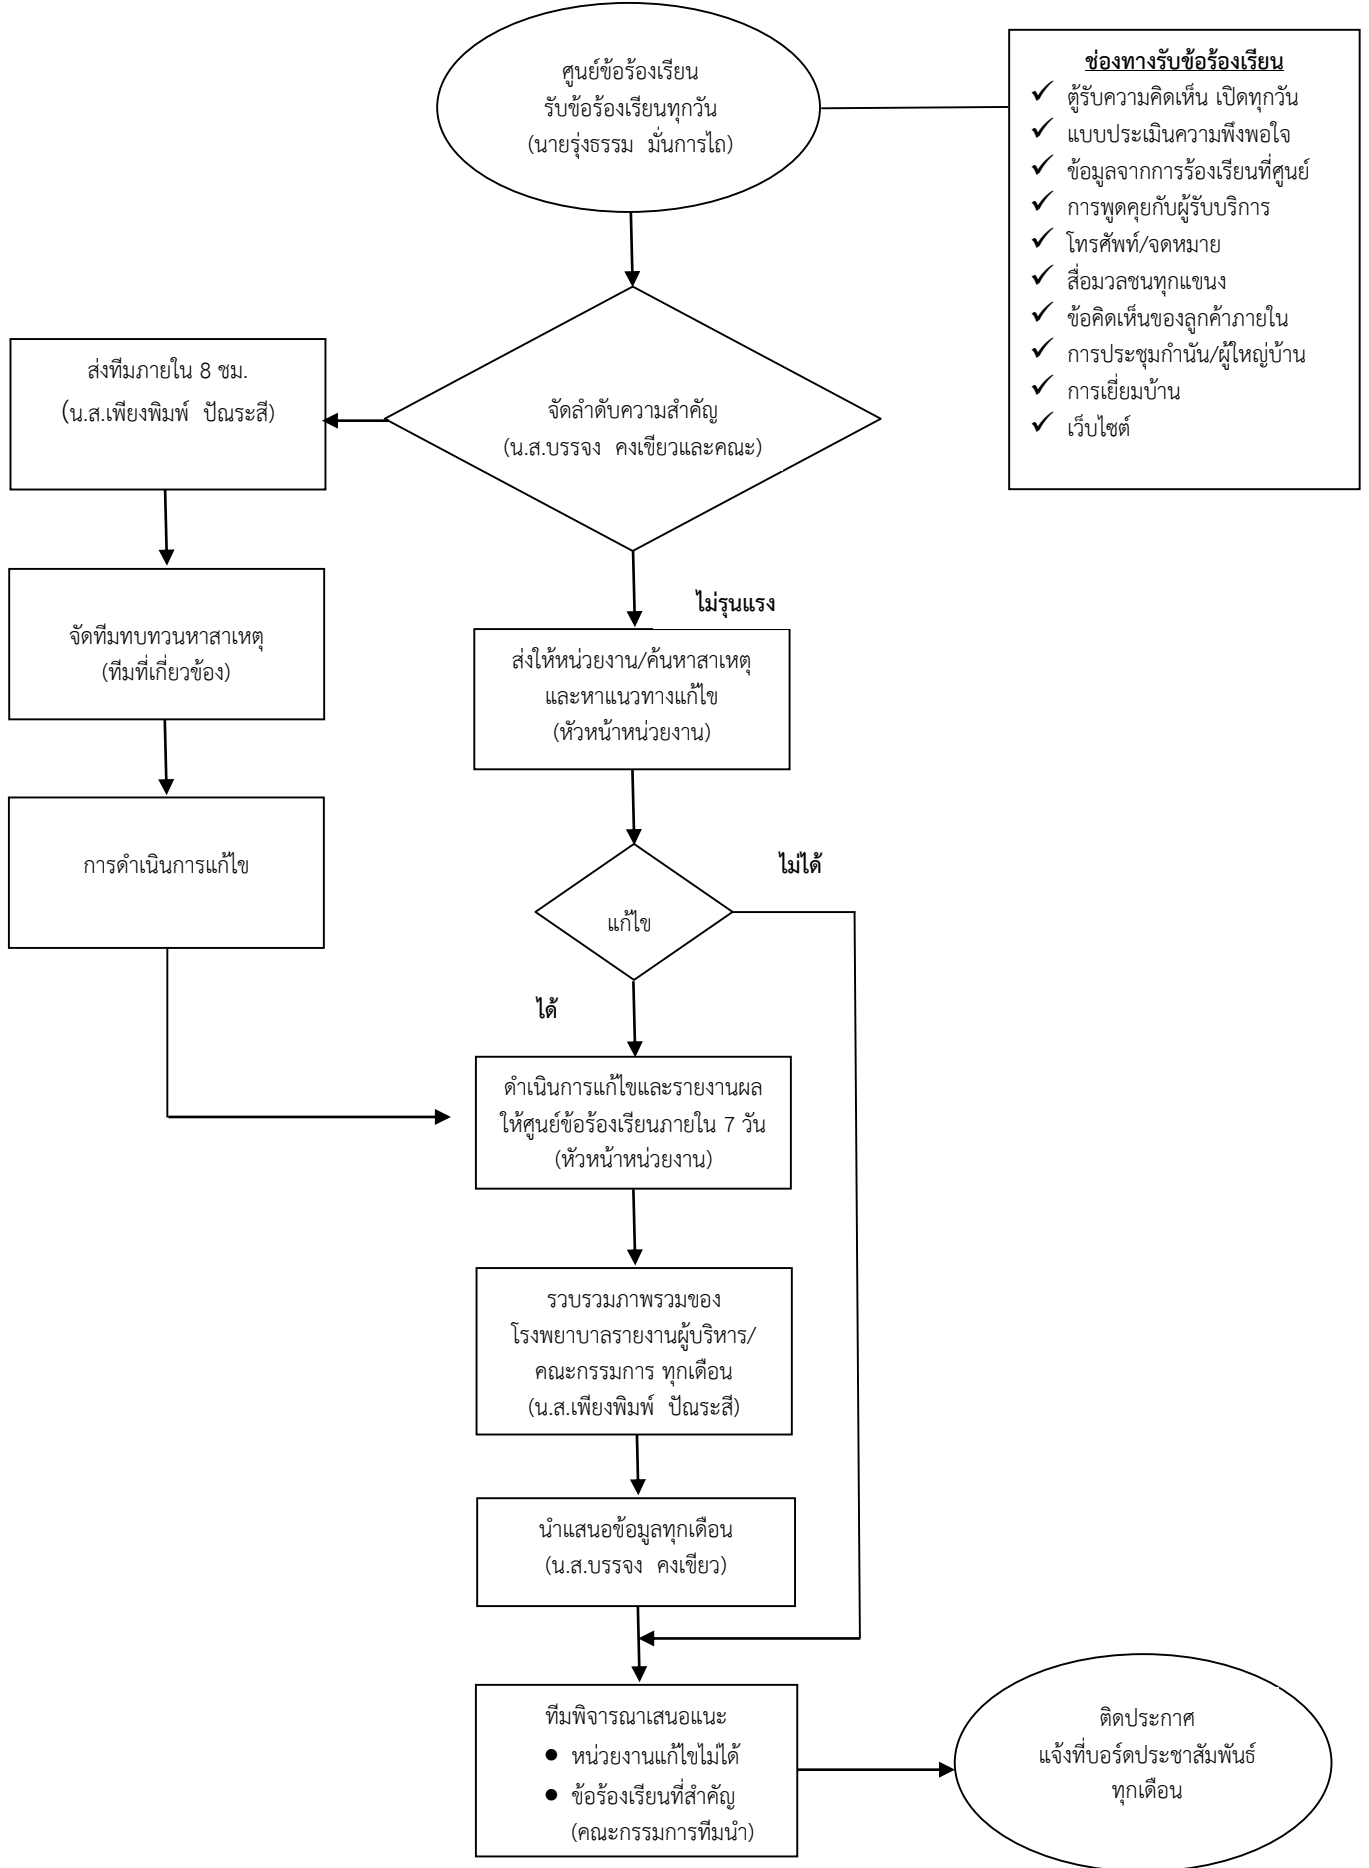 ศูนย์ข้อร้องเรียน
รับข้อร้องเรียนทุกวัน
(นายรุ่งธรรม มั่นการไถ)
ช่องทางรับข้อร้องเรียน
✓ ตู้รับความคิดเห็น เปิดทุกวัน
✓ แบบประเมินความพึงพอใจ
✓ ข้อมูลจากการร้องเรียนที่ศูนย์
✓ การพูดคุยกับผู้รับบริการ
✓ โทรศัพท์/จดหมาย
✓ สื่อมวลชนทุกแขนง
✓ ข้อคิดเห็นของลูกค้าภายใน
✓ การประชุมกำนัน/ผู้ใหญ่บ้าน
✓ การเยี่ยมบ้าน
✓ เว็บไซต์
ส่งทีมภายใน 8 ชม.
(น.ส.เพียงพิมพ์ ปัณระสี)
จัดลำดับความสำคัญ
(น.ส.บรรจง คงเขียวและคณะ)
จัดทีมทบทวนหาสาเหตุ
(ทีมที่เกี่ยวข้อง)
ไม่รุนแรง
ส่งให้หน่วยงาน/ค้นหาสาเหตุ
และหาแนวทางแก้ไข
(หัวหน้าหน่วยงาน)
การดำเนินการแก้ไข
แก้ไข
ไม่ได้
ได้
ดำเนินการแก้ไขและรายงานผล
ให้ศูนย์ข้อร้องเรียนภายใน 7 วัน
(หัวหน้าหน่วยงาน)
รวบรวมภาพรวมของ
โรงพยาบาลรายงานผู้บริหาร/
คณะกรรมการ ทุกเดือน
(น.ส.เพียงพิมพ์ ปัณระสี)
นำแสนอข้อมูลทุกเดือน
(น.ส.บรรจง คงเขียว)
ทีมพิจารณาเสนอแนะ
● หน่วยงานแก้ไขไม่ได้
● ข้อร้องเรียนที่สำคัญ
(คณะกรรมการทีมนำ)
ติดประกาศ
แจ้งที่บอร์ดประชาสัมพันธ์
ทุกเดือน